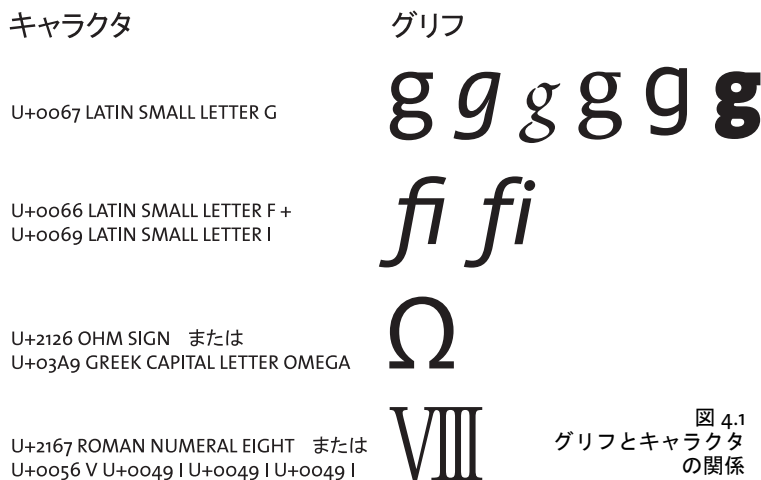 キャラクタ グリフ
U+0067 LATIN SMALL LETTER G g g g g g g
U+0066 LATIN SMALL LETTER F +
U+0069 LATIN SMALL LETTER I fi fi
U+2126 OHM SIGN または
U+03A9 GREEK CAPITAL LETTER OMEGA Ω
U+2167 ROMAN NUMERAL EIGHT または
U+0056 V U+0049 I U+0049 I U+0049 I VIII
図 4.1
グリフとキャラクタ
の関係